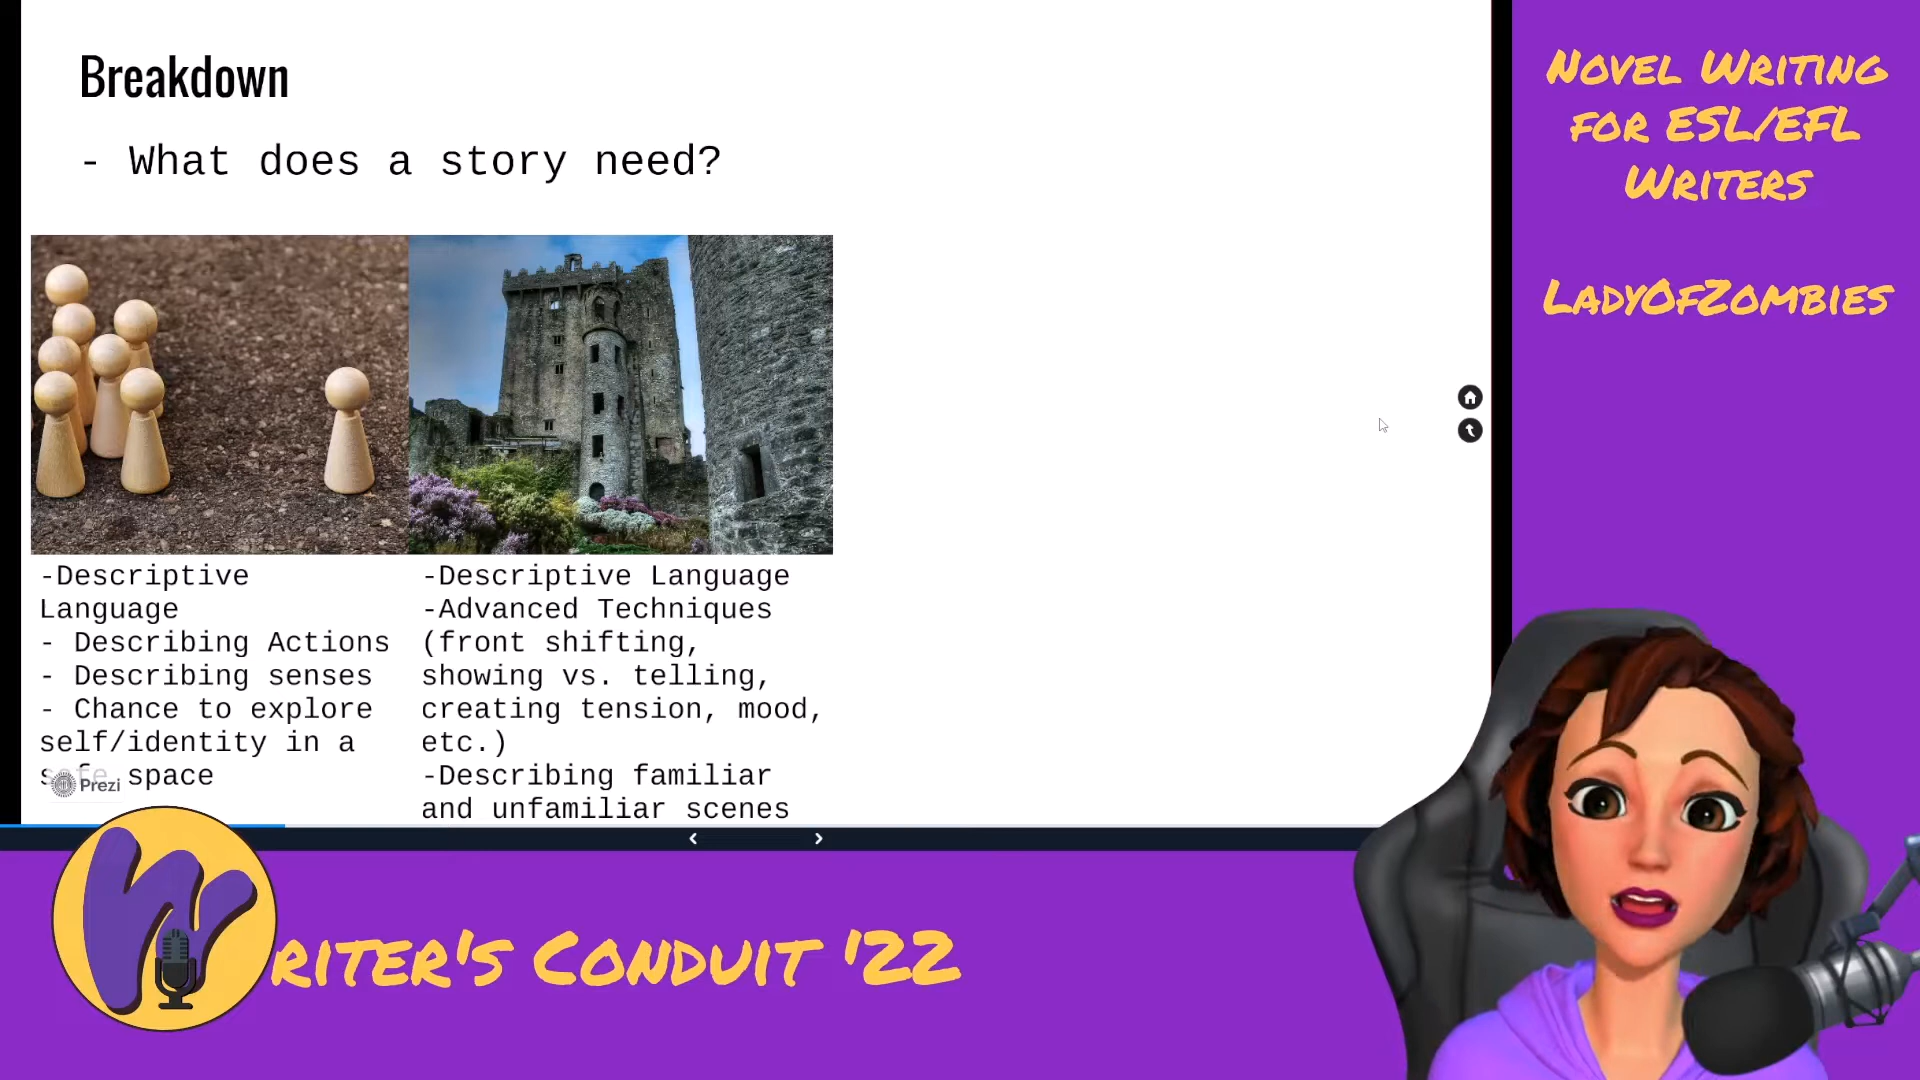 Breakdown
- What does a story need?
-Descriptive
Language
- Describing Actions
- Describing senses
- Chance to explore
self/identity in a
safe space
Prezi
-Descriptive Language
-Advanced Techniques
(front shifting,
showing vs. telling,
creating tension, mood,
etc.)
-Describing familiar
and unfamiliar scenes
Novel Writing
for ESL/EFL
Writers
LadyOfZombies
Writer's Conduit '22